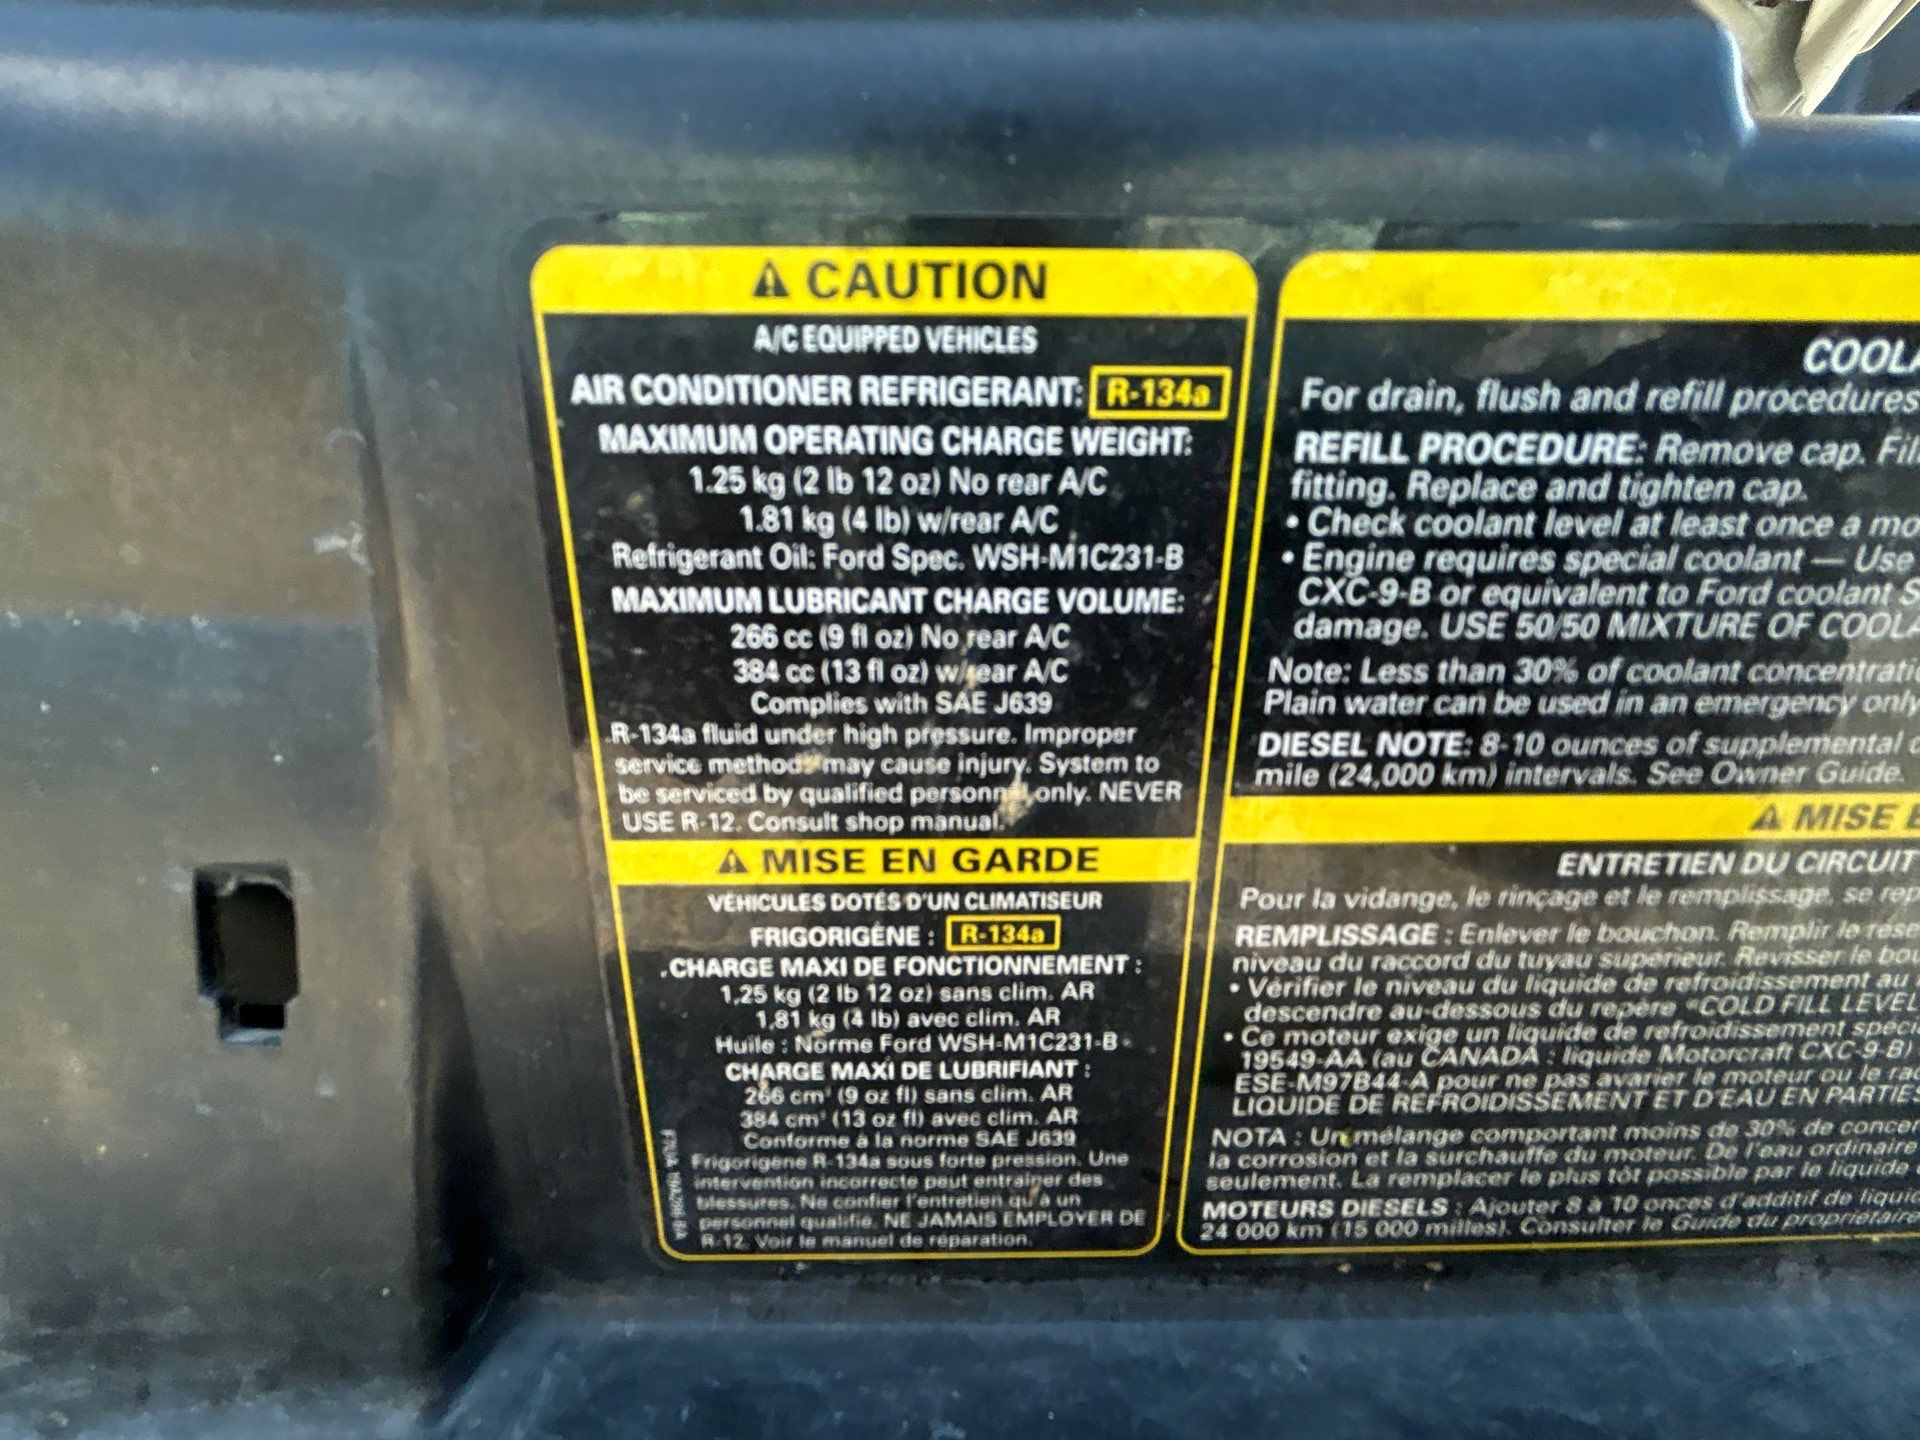 ⚠ CAUTION
A/C EQUIPPED VEHICLES
AIR CONDITIONER REFRIGERANT: R-134a
MAXIMUM OPERATING CHARGE WEIGHT:
1.25 kg (2 lb 12 oz) No rear A/C
1.81 kg (4 lb) w/rear A/C
Refrigerant Oil: Ford Spec. WSH-M1C231-B
MAXIMUM LUBRICANT CHARGE VOLUME:
266 cc (9 fl oz) No rear A/C
384 cc (13 fl oz) w/rear A/C
Complies with SAE J639
R-134a fluid under high pressure. Improper
service methods may cause injury. System to
be serviced by qualified personnel only. NEVER
USE R-12. Consult shop manual.
⚠ MISE EN GARDE
VÉHICULES DOTÉS D'UN CLIMATISEUR
FRIGORIGÈNE : R-134a
CHARGE MAXI DE FONCTIONNEMENT :
1,25 kg (2 lb 12 oz) sans clim. AR
1,81 kg (4 lb) avec clim. AR
Huile : Norme Ford WSH-M1C231-B
CHARGE MAXI DE LUBRIFIANT :
266 cm³ (9 oz fl) sans clim. AR
384 cm³ (13 oz fl) avec clim. AR
Conforme à la norme SAE J639
Frigorigène R-134a sous forte pression. Une
intervention incorrecte peut entraîner des
blessures. Ne confier l'entretien qu'à un
personnel qualifié. NE JAMAIS EMPLOYER DE
R-12. Voir le manuel de réparation.
COOLA
For drain, flush and refill procedures
REFILL PROCEDURE: Remove cap. Fil
fitting. Replace and tighten cap.
• Check coolant level at least once a mo
• Engine requires special coolant — Use
CXC-9-B or equivalent to Ford coolant S
damage. USE 50/50 MIXTURE OF COOLA
Note: Less than 30% of coolant concentrati
Plain water can be used in an emergency only
DIESEL NOTE: 8-10 ounces of supplemental c
mile (24,000 km) intervals. See Owner Guide.
⚠ MISE E
ENTRETIEN DU CIRCUIT
Pour la vidange, le rinçage et le remplissage, se rep
REMPLISSAGE : Enlever le bouchon. Remplir le rése
niveau du raccord du tuyau supérieur. Revisser le bou
• Vérifier le niveau du liquide de refroidissement au
descendre au-dessous du repère "COLD FILL LEVEL
• Ce moteur exige un liquide de refroidissement spéci
19549-AA (au CANADA : liquide Motorcraft CXC-9-B)
ESE-M97B44-A pour ne pas avarier le moteur ou le rad
LIQUIDE DE REFROIDISSEMENT ET D'EAU EN PARTIES
NOTA : Un mélange comportant moins de 30% de concen
la corrosion et la surchauffe du moteur. De l'eau ordinaire
seulement. La remplacer le plus tôt possible par le liquide
MOTEURS DIESELS : Ajouter 8 à 10 onces d'additif de liquid
24 000 km (15 000 milles). Consulter le Guide du propriétaire